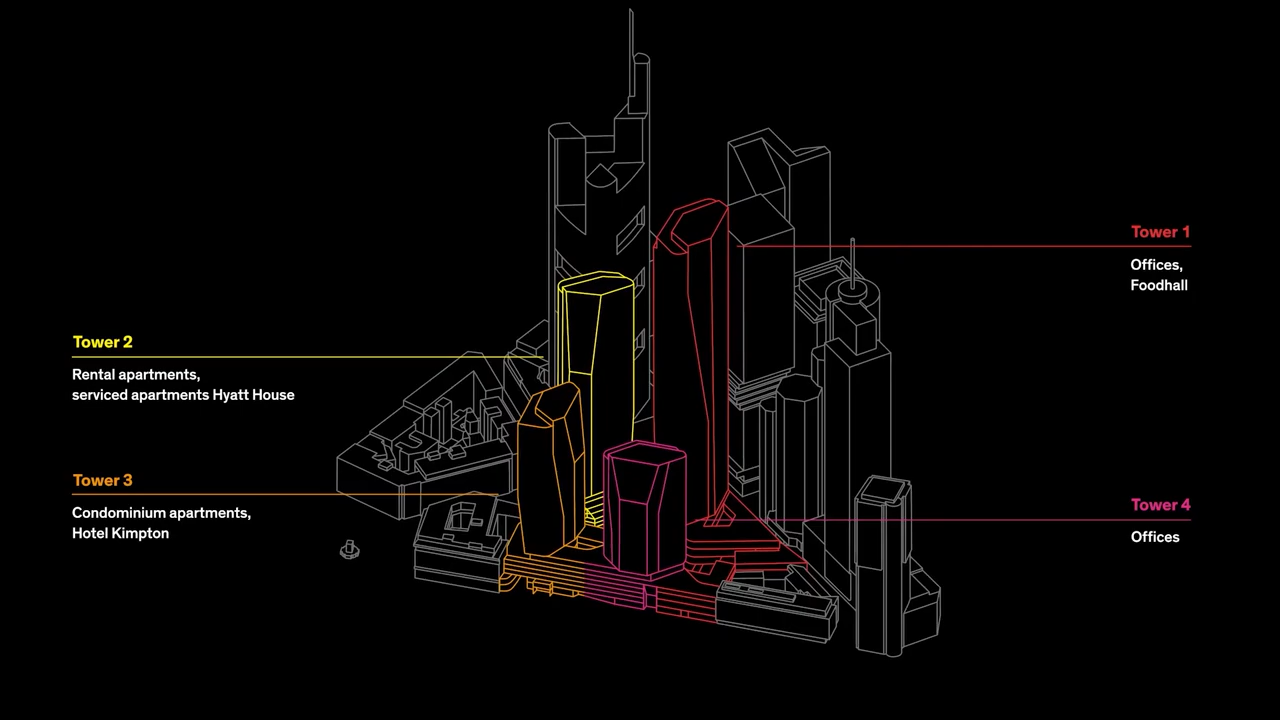 Tower 1
Offices,
Foodhall
Tower 2
Rental apartments,
serviced apartments Hyatt House
Tower 3
Condominium apartments,
Hotel Kimpton
Tower 4
Offices